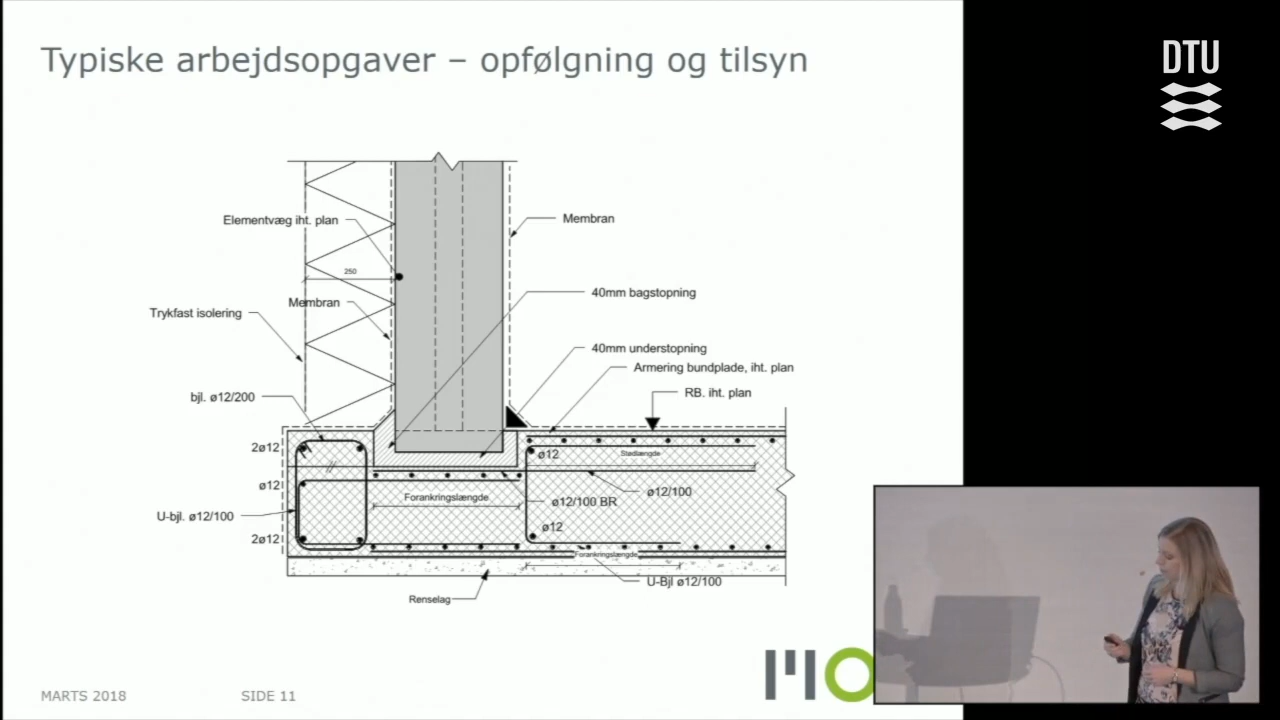 Typiske arbejdsopgaver – opfølgning og tilsyn
DTU
Elementvæg iht. plan
Membran
250
40mm bagstopning
Membran
Trykfast isolering
40mm understopning
Armering bundplade, iht. plan
RB. iht. plan
bjl. ø12/200
2ø12
ø12
Stødlængde
ø12
ø12/100
Forankringslængde
ø12/100 BR
U-bjl. ø12/100
ø12
2ø12
Forankringslængde
U-Bjl ø12/100
Renselag
MO
MARTS 2018
SIDE 11